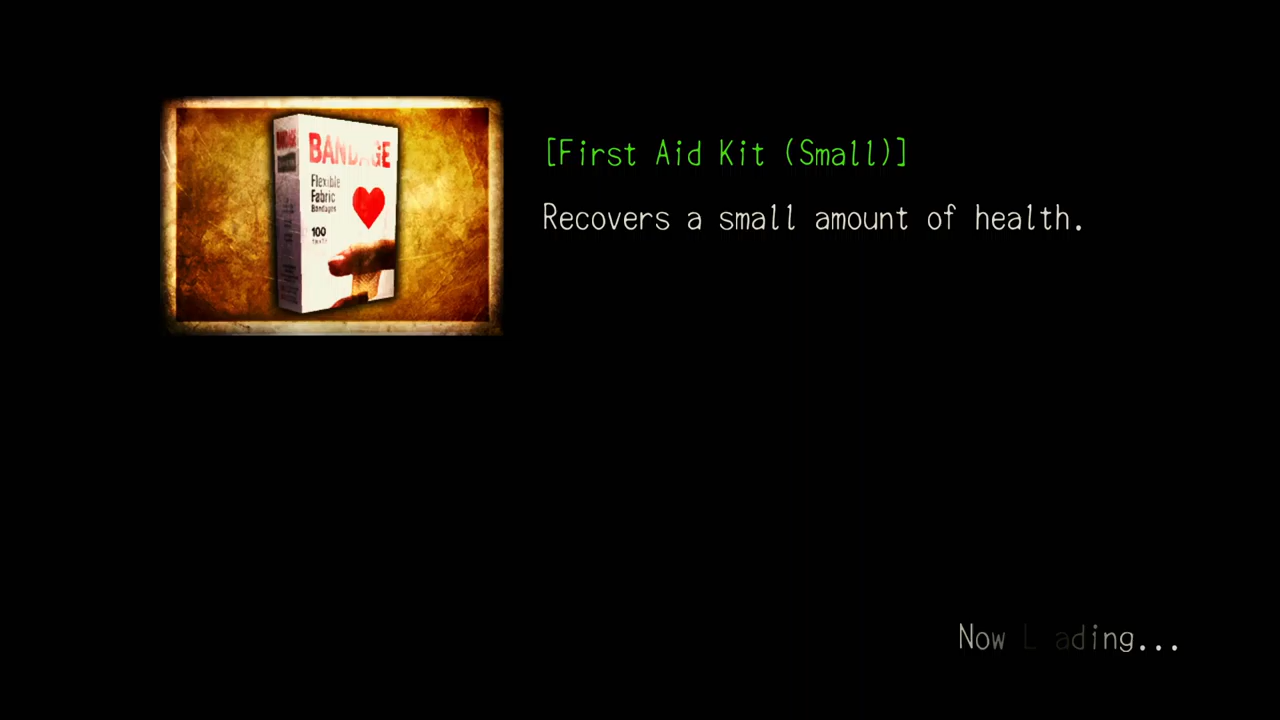 BANDAGE
Flexible
Fabric
Bandages
100
[First Aid Kit (Small)]
Recovers a small amount of health.
Now L ading...